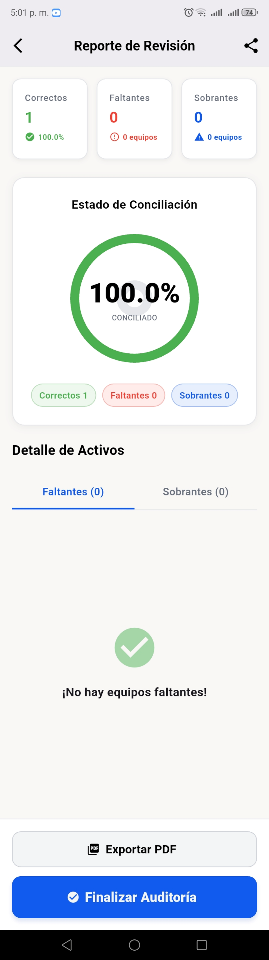 5:01 p. m.
74
Reporte de Revisión
Correctos
Faltantes
Sobrantes
1
0
0
100.0%
0 equipos
0 equipos
Estado de Conciliación
100.0%
CONCILIADO
Correctos 1
Faltantes 0
Sobrantes 0
Detalle de Activos
Faltantes (0)
Sobrantes (0)
¡No hay equipos faltantes!
PDF
Exportar PDF
Finalizar Auditoría